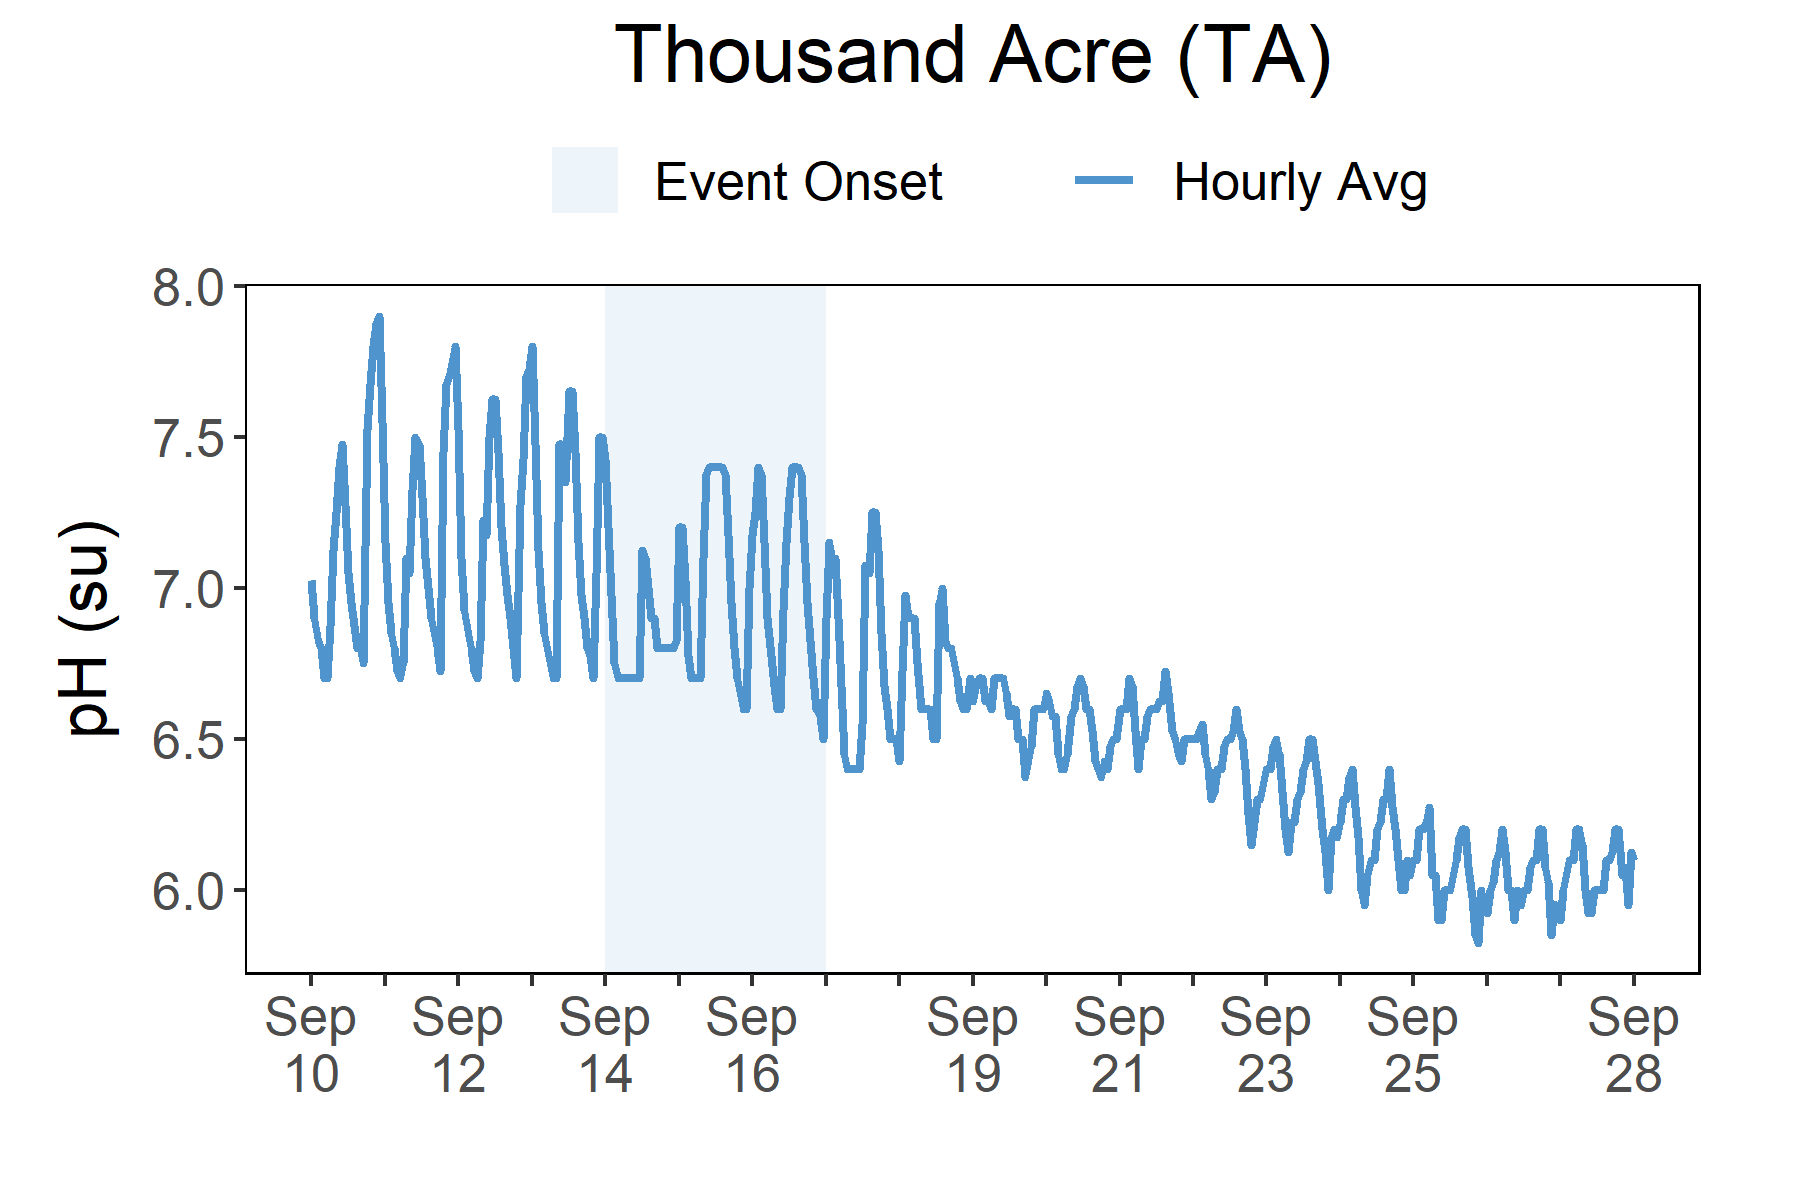 Thousand Acre (TA)
Event Onset Hourly Avg
pH (su)
8.0
7.5
7.0
6.5
6.0
Sep Sep Sep Sep Sep Sep Sep Sep Sep
10 12 14 16 19 21 23 25 28